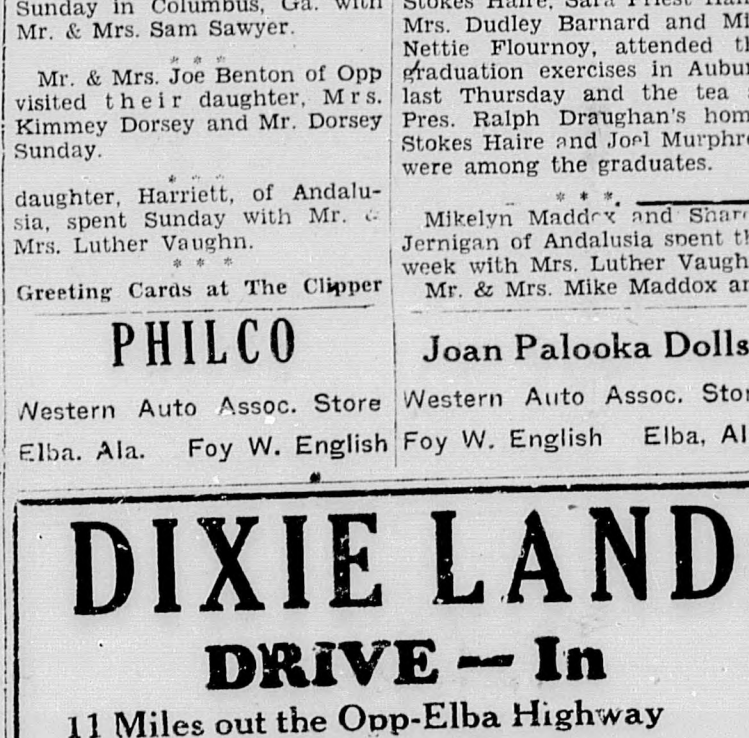 Sunday in Columbus, Ga. with
Mr. & Mrs. Sam Sawyer.
* * *
Mr. & Mrs. Joe Benton of Opp
visited their daughter, Mrs.
Kimmey Dorsey and Mr. Dorsey
Sunday.
* * *
daughter, Harriett, of Andalu-
sia, spent Sunday with Mr. &
Mrs. Luther Vaughn.
* * *
Greeting Cards at The Clipper
PHILCO
Western Auto Assoc. Store
Elba. Ala. Foy W. English
Stokes Haire, Sara Priest
Mrs. Dudley Barnard and
Nettie Flournoy, attended
graduation exercises in
last Thursday and the tea
Pres. Ralph Draughan's
Stokes Haire and Joel
were among the graduates.
* * *
Mikelyn Maddox and
Jernigan of Andalusia spent
week with Mrs. Luther
Mr. & Mrs. Mike Maddox
Joan Palooka Dolls
Western Auto Assoc.
Foy W. English Elba,
DIXIE LAND
DRIVE — In
11 Miles out the Opp-Elba Highway